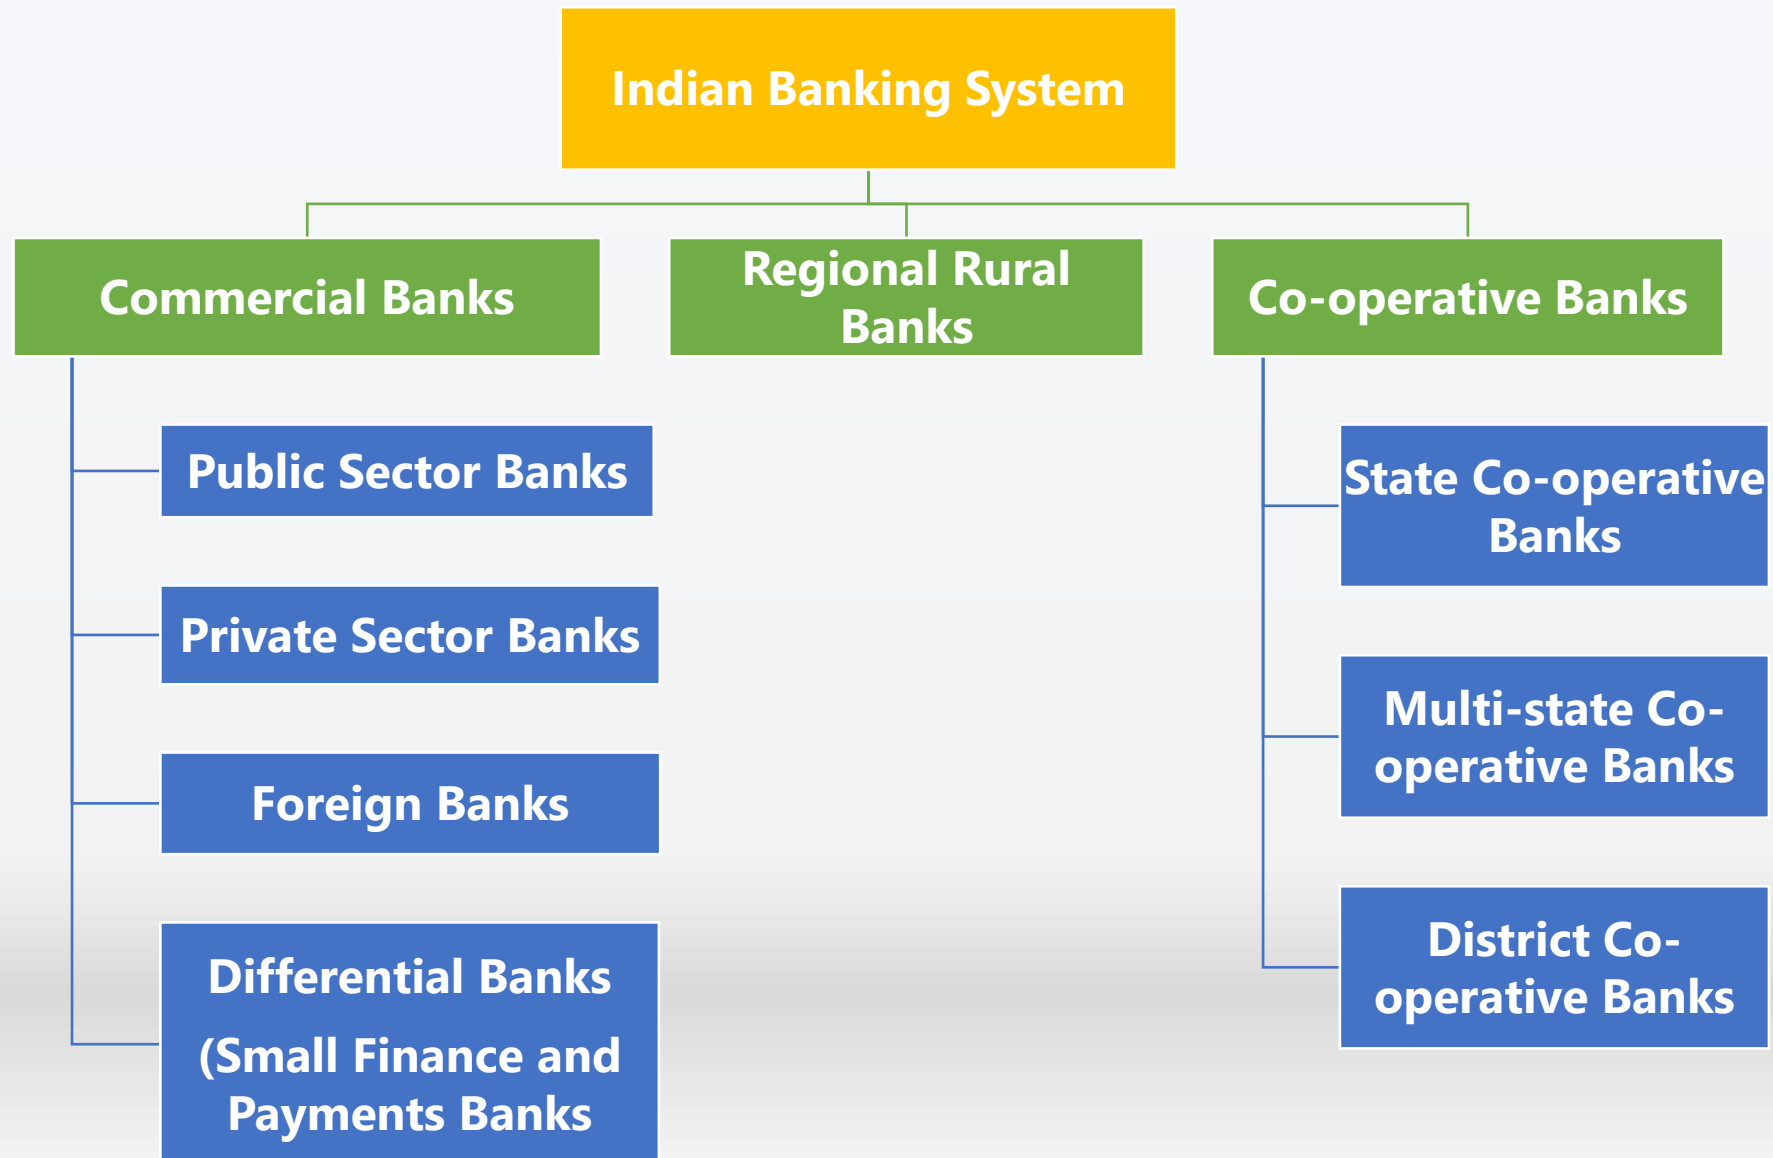 Indian Banking System
Commercial Banks
Regional Rural
Banks
Co-operative Banks
Public Sector Banks
Private Sector Banks
Foreign Banks
Differential Banks
(Small Finance and
Payments Banks
State Co-operative
Banks
Multi-state Co-
operative Banks
District Co-
operative Banks